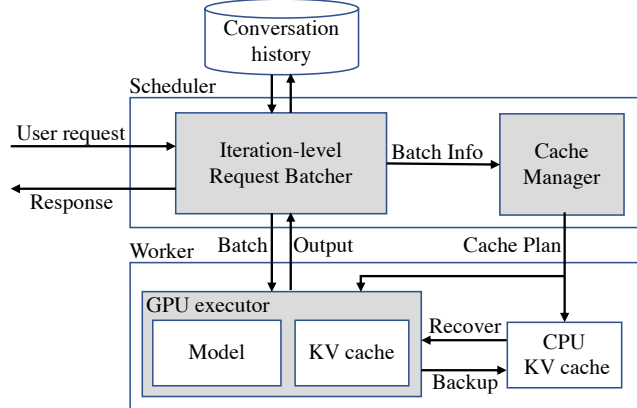 Conversation
history
Scheduler
User request
Iteration-level
Request Batcher
Batch Info
Cache
Manager
Response
Batch
Output
Cache Plan
Worker
GPU executor
Model
KV cache
Recover
Backup
CPU
KV cache